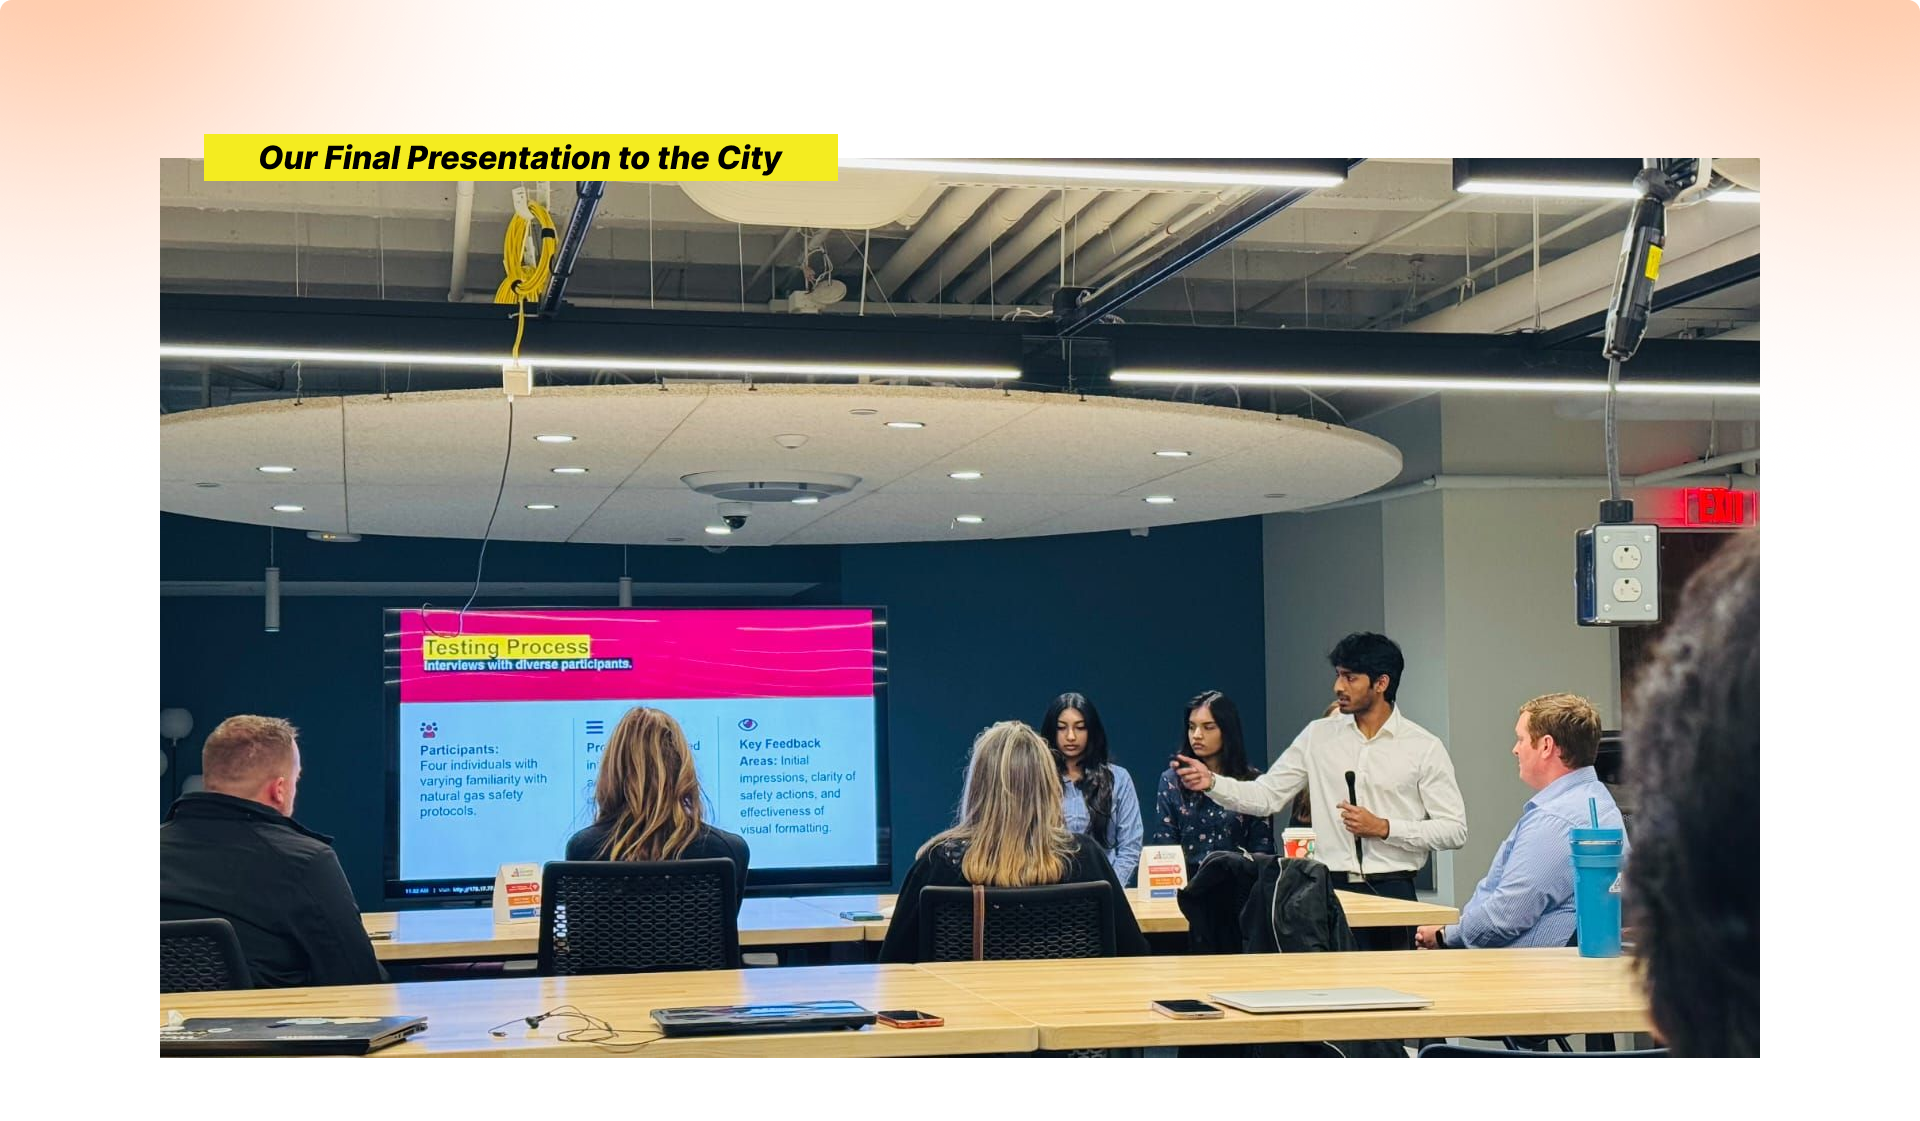 Our Final Presentation to the City
EXIT
Testing Process
Interviews with diverse participants.
Participants:
Four individuals with
varying familiarity with
natural gas safety
protocols.
Key Feedback
Areas: Initial
impressions, clarity of
safety actions, and
effectiveness of
visual formatting.